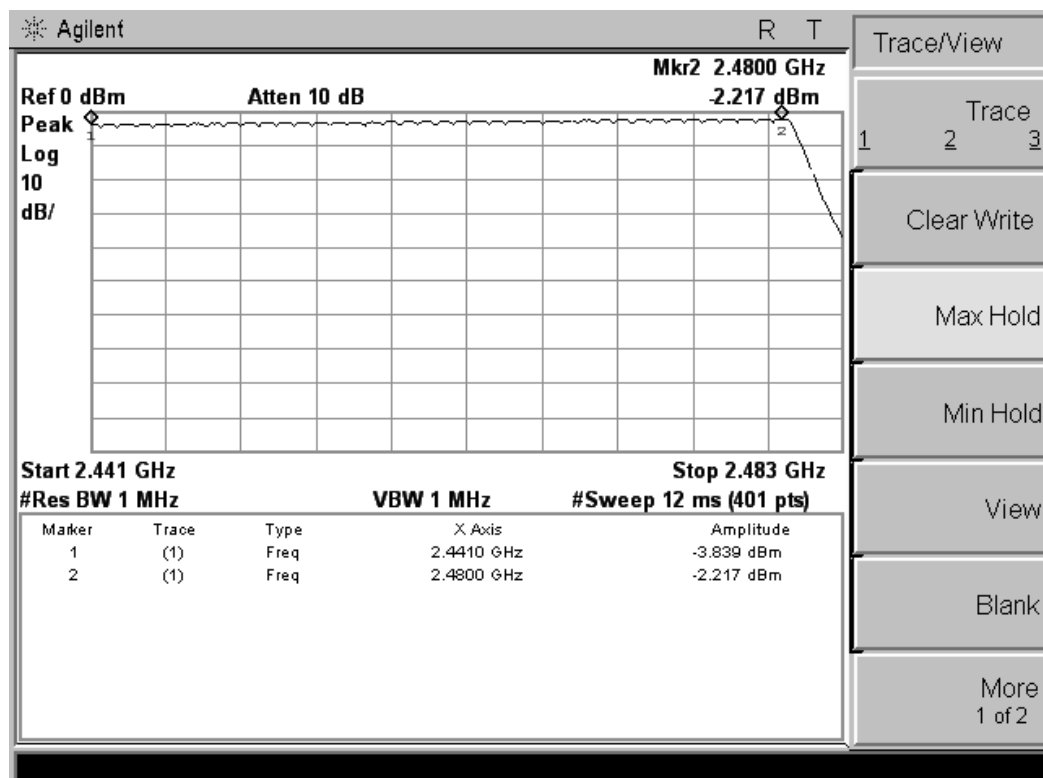 Agilent R T
Trace/View
Mkr2 2.4800 GHz
Ref 0 dBm Atten 10 dB -2.217 dBm
Peak
Log
10
dB/
1
2
Trace
1 2 3
Clear Write
Max Hold
Min Hold
View
Blank
More
1 of 2
Start 2.441 GHz Stop 2.483 GHz
#Res BW 1 MHz VBW 1 MHz #Sweep 12 ms (401 pts)
Marker Trace Type X Axis Amplitude
1 (1) Freq 2.4410 GHz -3.839 dBm
2 (1) Freq 2.4800 GHz -2.217 dBm